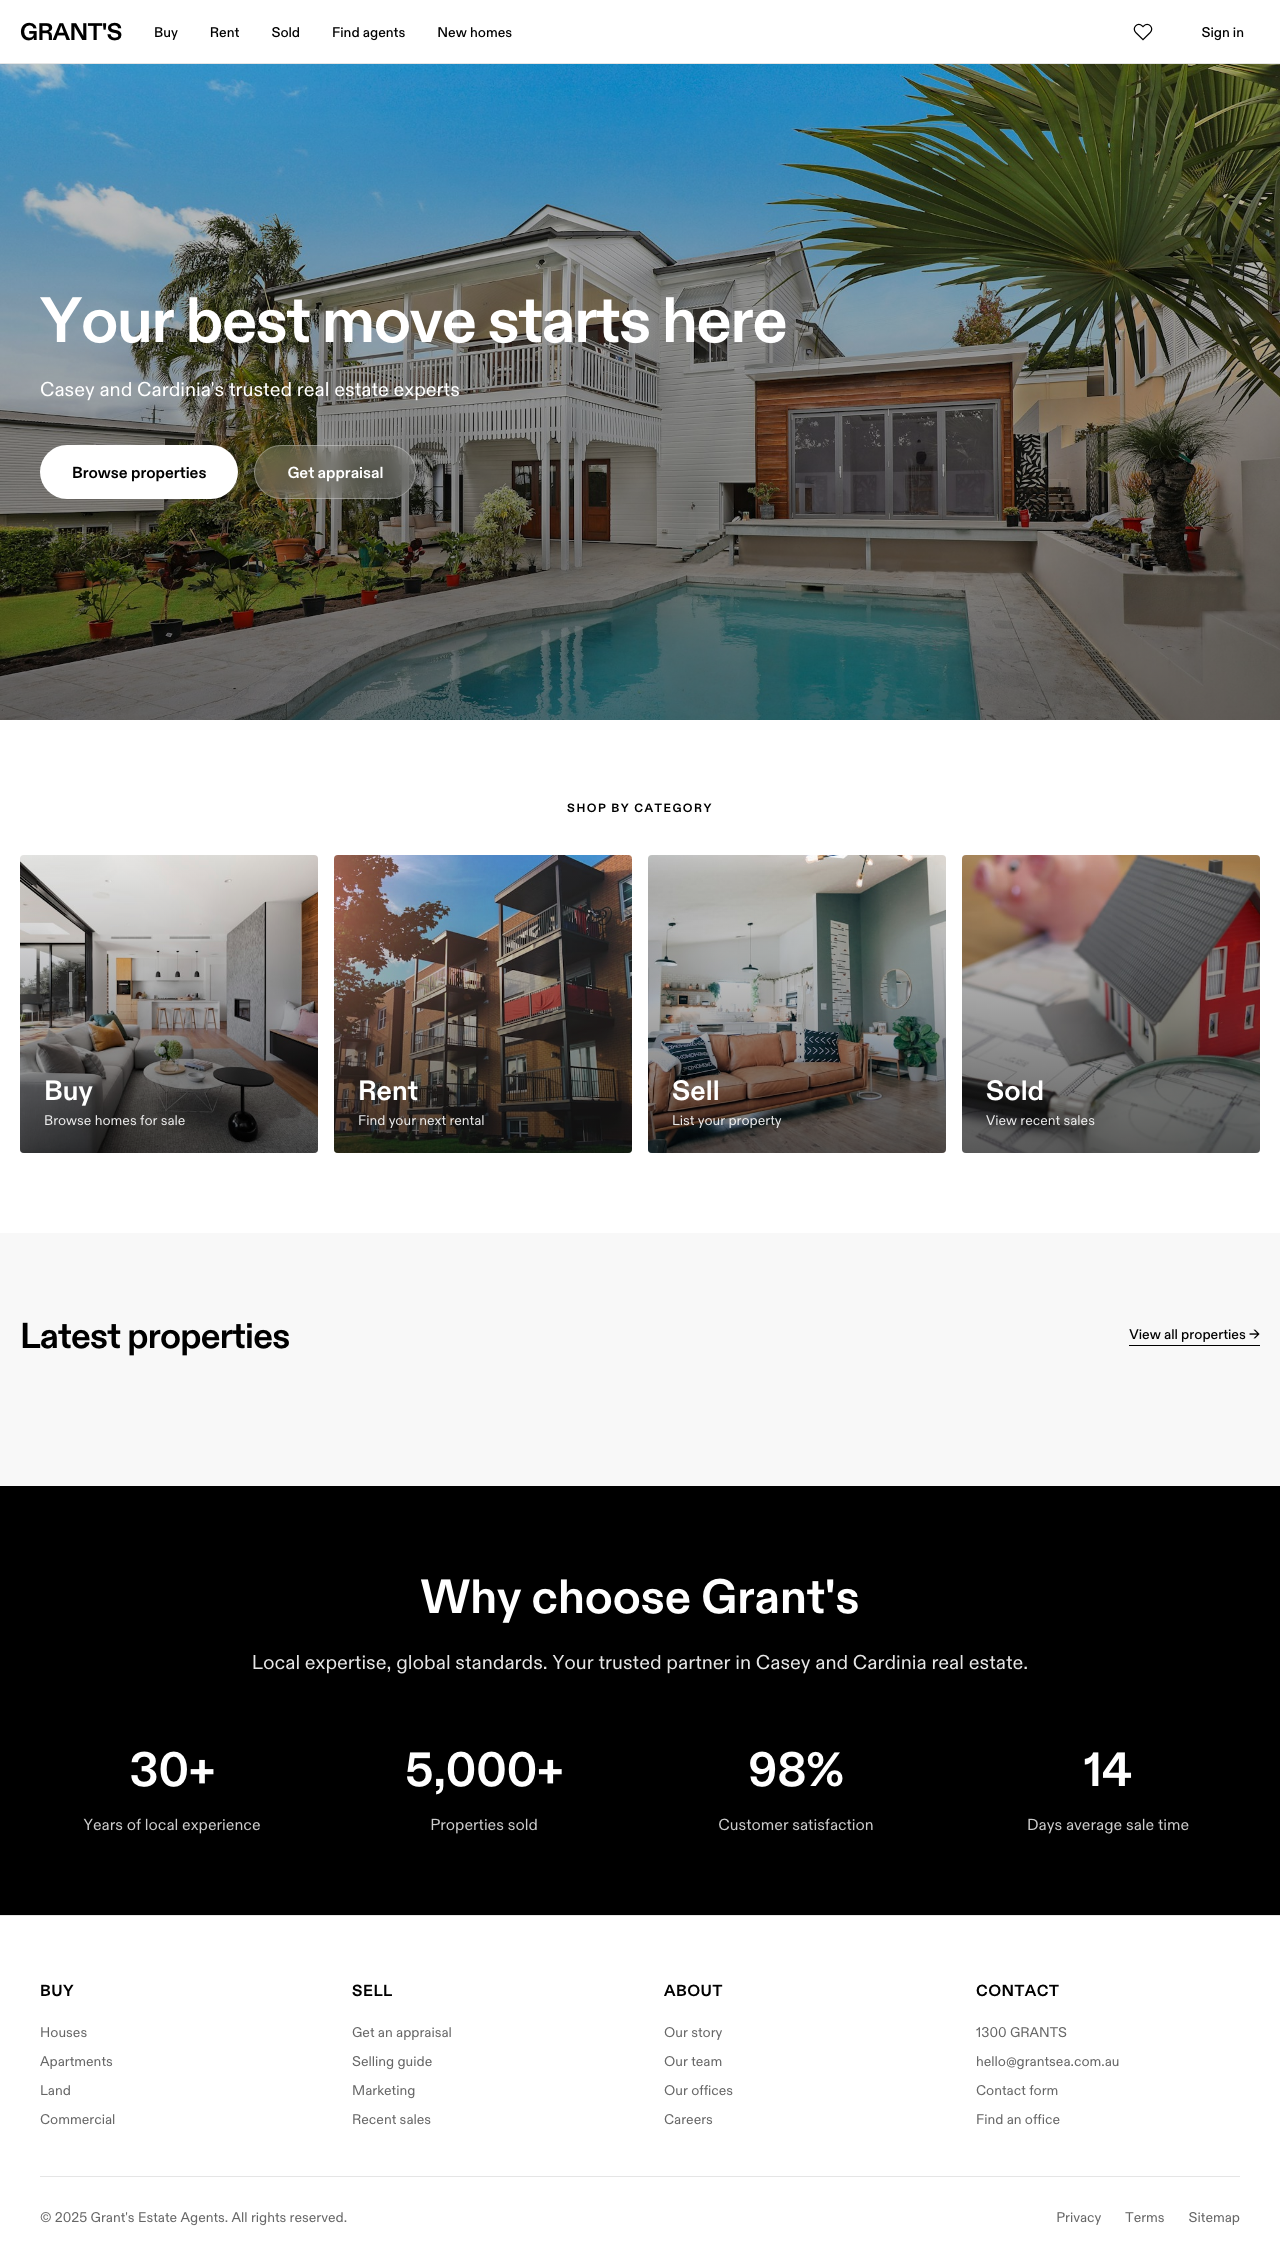 GRANT'S
Buy
Rent
Sold
Find agents
New homes
Sign in
Your best move starts here
Casey and Cardinia's trusted real estate experts
Browse properties
Get appraisal
SHOP BY CATEGORY
Buy
Browse homes for sale
Rent
Find your next rental
Sell
List your property
Sold
View recent sales
Latest properties
View all properties →
Why choose Grant's
Local expertise, global standards. Your trusted partner in Casey and Cardinia real estate.
30+
Years of local experience
5,000+
Properties sold
98%
Customer satisfaction
14
Days average sale time
BUY
Houses
Apartments
Land
Commercial
SELL
Get an appraisal
Selling guide
Marketing
Recent sales
ABOUT
Our story
Our team
Our offices
Careers
CONTACT
1300 GRANTS
hello@grantsea.com.au
Contact form
Find an office
© 2025 Grant's Estate Agents. All rights reserved.
Privacy
Terms
Sitemap